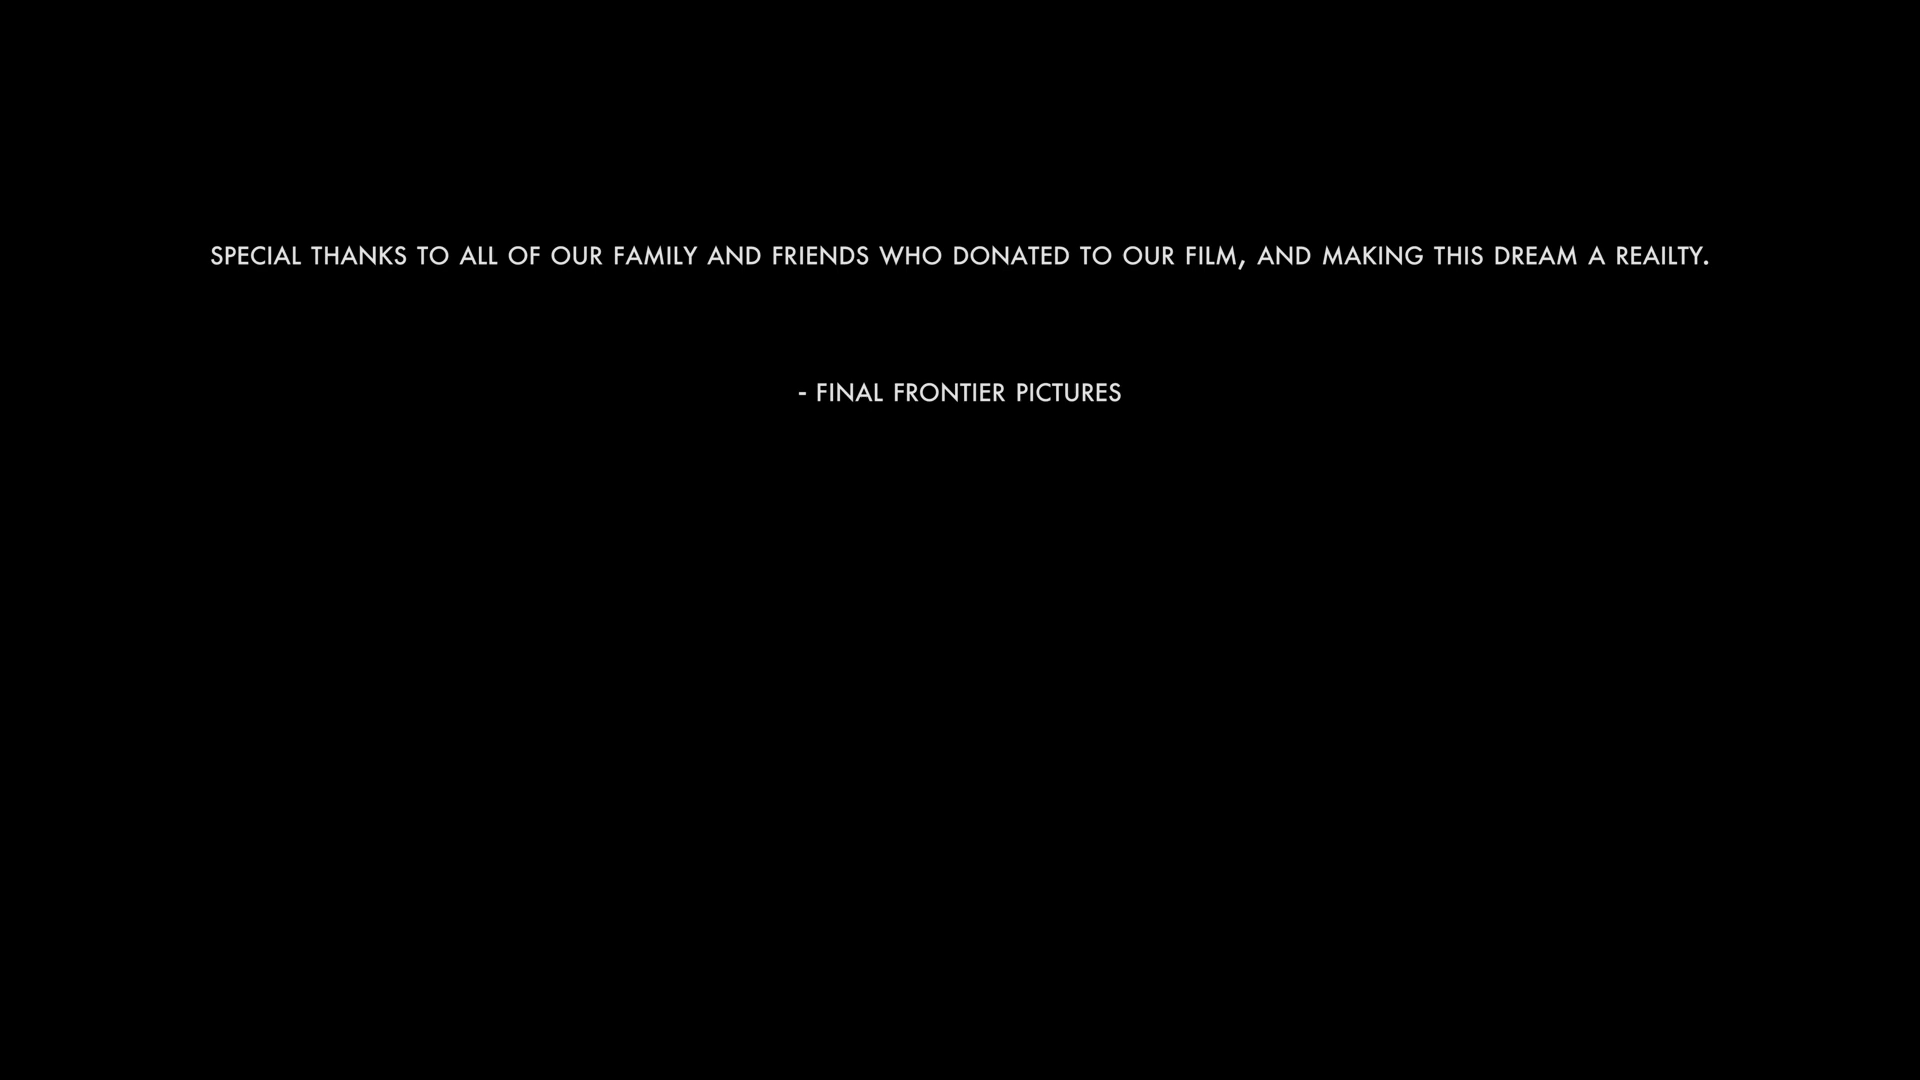 SPECIAL THANKS TO ALL OF OUR FAMILY AND FRIENDS WHO DONATED TO OUR FILM, AND MAKING THIS DREAM A REAILTY.
- FINAL FRONTIER PICTURES